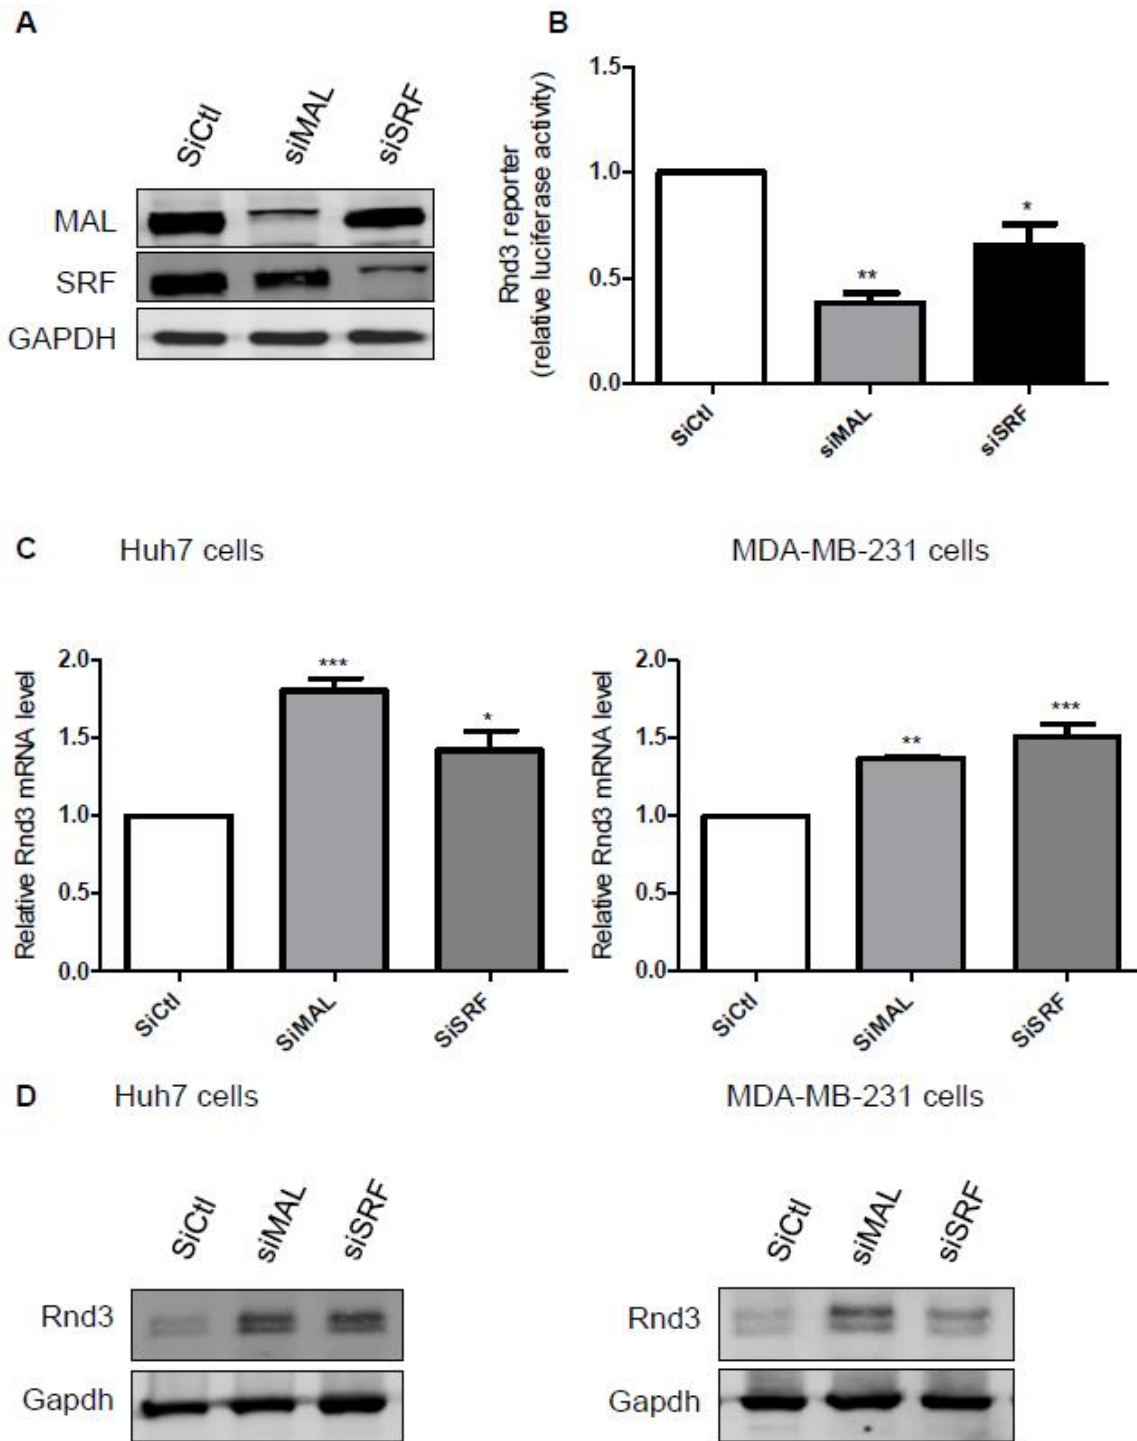 A
SiCtl siMAL siSRF
MAL
SRF
GAPDH
B
Rnd3 reporter
(relative luciferase activity)
1.5
1.0
0.5
0.0
**
*
SiCtl siMAL siSRF
C
Huh7 cells
Relative Rnd3 mRNA level
2.0
1.5
1.0
0.5
0.0
***
*
SiCtl SiMAL SiSRF
MDA-MB-231 cells
Relative Rnd3 mRNA level
2.0
1.5
1.0
0.5
0.0
**
***
SiCtl SiMAL SiSRF
D
Huh7 cells
SiCtl siMAL siSRF
Rnd3
Gapdh
MDA-MB-231 cells
SiCtl siMAL siSRF
Rnd3
Gapdh